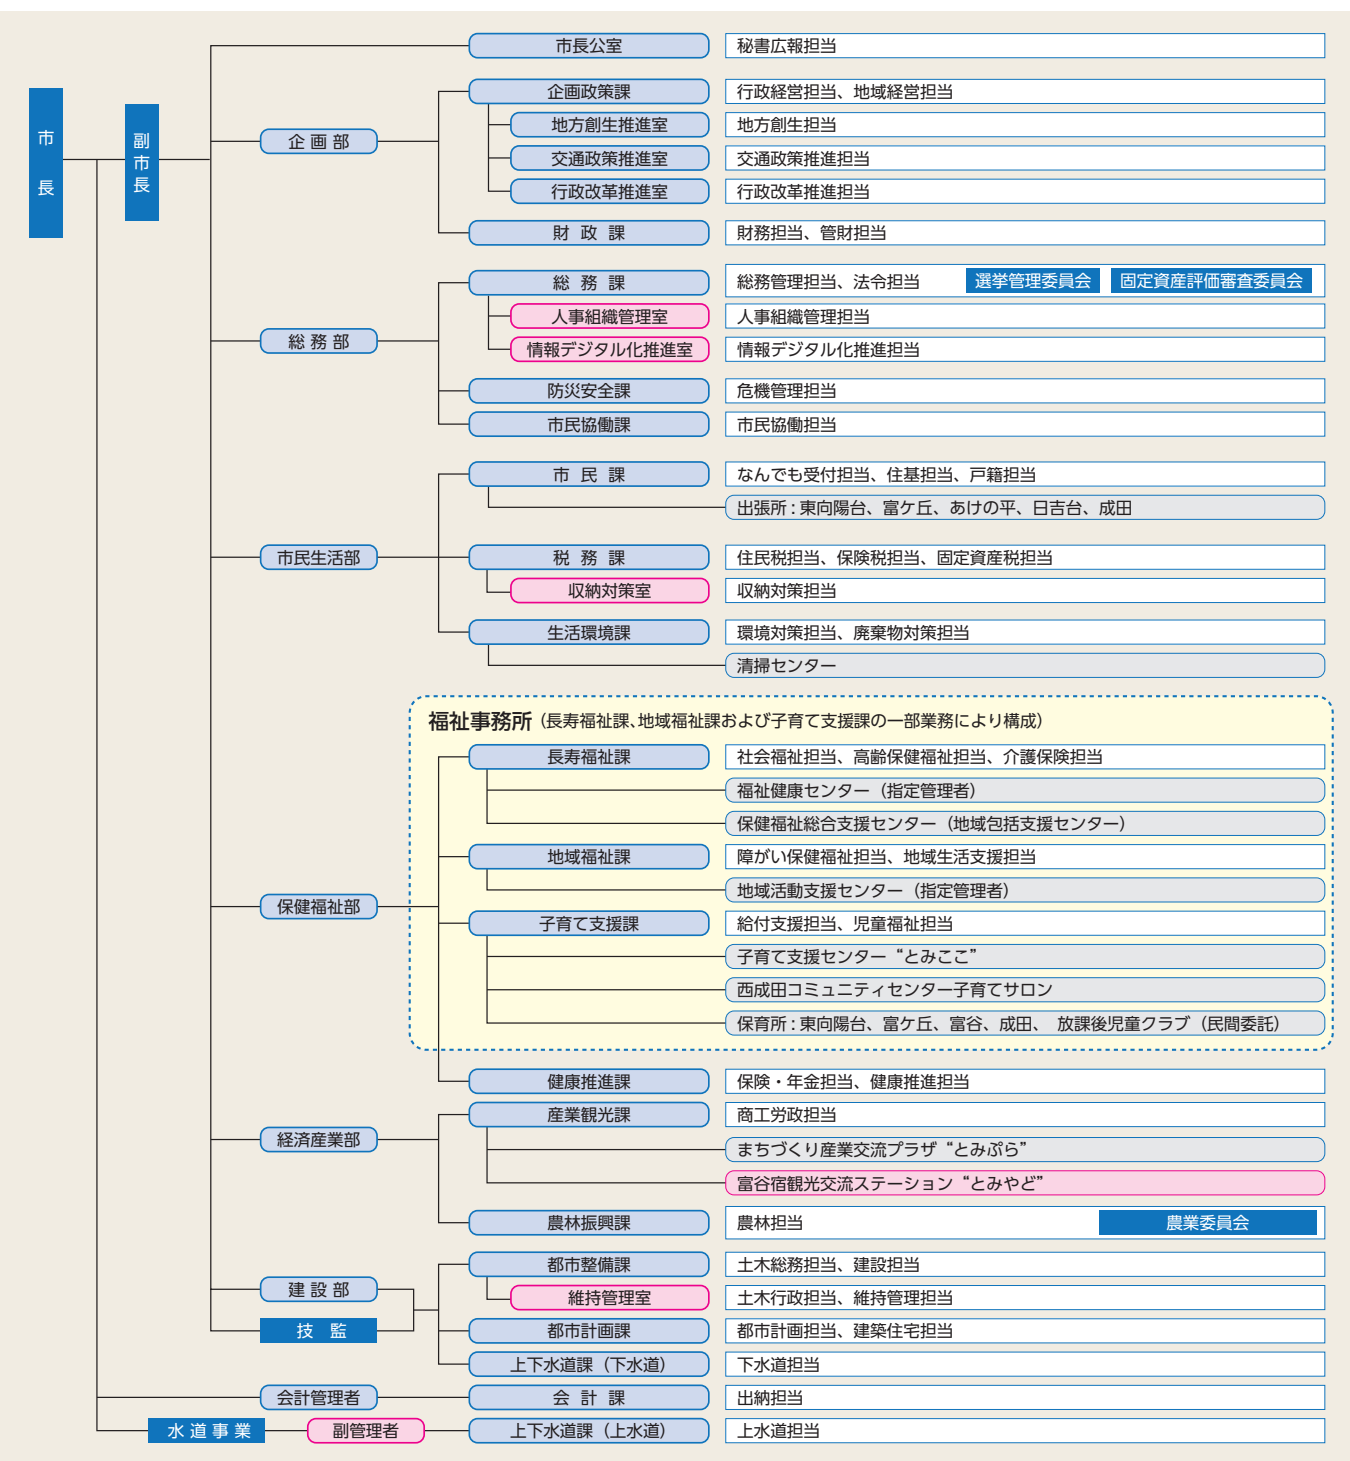 市長
副市長
市長公室
秘書広報担当
企画部
企画政策課
行政経営担当、地域経営担当
地方創生推進室
地方創生担当
交通政策推進室
交通政策推進担当
行政改革推進室
行政改革推進担当
財政課
財務担当、管財担当
総務部
総務課
総務管理担当、法令担当
選挙管理委員会
固定資産評価審査委員会
人事組織管理室
人事組織管理担当
情報デジタル化推進室
情報デジタル化推進担当
防災安全課
危機管理担当
市民協働課
市民協働担当
市民生活部
市民課
なんでも受付担当、住基担当、戸籍担当
出張所：東向陽台、富ケ丘、あけの平、日吉台、成田
税務課
住民税担当、保険税担当、固定資産税担当
収納対策室
収納対策担当
生活環境課
環境対策担当、廃棄物対策担当
清掃センター
保健福祉部
福祉事務所（長寿福祉課、地域福祉課および子育て支援課の一部業務により構成）
長寿福祉課
社会福祉担当、高齢保健福祉担当、介護保険担当
福祉健康センター（指定管理者）
保健福祉総合支援センター（地域包括支援センター）
地域福祉課
障がい保健福祉担当、地域生活支援担当
地域活動支援センター（指定管理者）
子育て支援課
給付支援担当、児童福祉担当
子育て支援センター“とみここ”
西成田コミュニティセンター子育てサロン
保育所：東向陽台、富ケ丘、富谷、成田、 放課後児童クラブ（民間委託）
健康推進課
保険・年金担当、健康推進担当
経済産業部
産業観光課
商工労政担当
まちづくり産業交流プラザ“とみぷら”
富谷宿観光交流ステーション“とみやど”
農林振興課
農林担当
農業委員会
建設部
技監
都市整備課
土木総務担当、建設担当
維持管理室
土木行政担当、維持管理担当
都市計画課
都市計画担当、建築住宅担当
上下水道課（下水道）
下水道担当
会計管理者
会計課
出納担当
水道事業
副管理者
上下水道課（上水道）
上水道担当